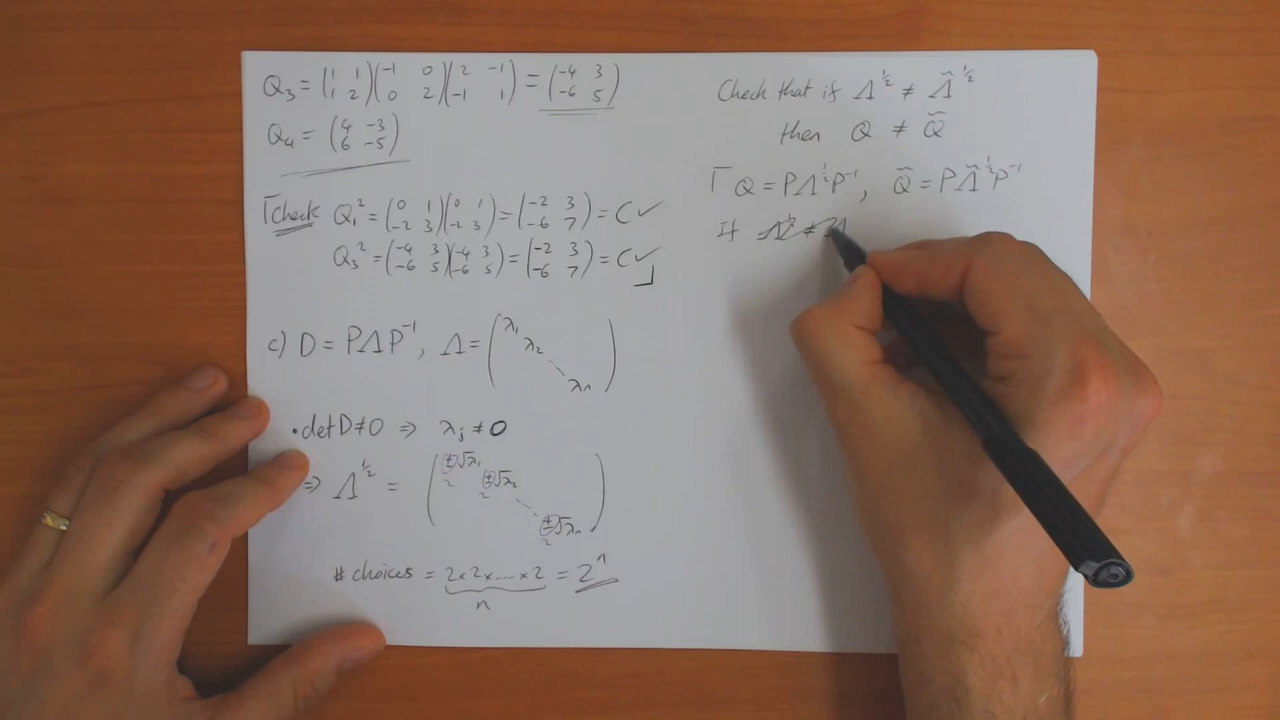 Q₃ = (1 1; 1 2)(-1 0; 0 2)(2 -1; -1 1) = (-4 3; -6 5)
Q₄ = (4 -3; 6 -5)
⌈Check Q₁² = (0 1; -2 3)(0 1; -2 3) = (-2 3; -6 7) = C ✓
Q₃² = (-4 3; -6 5)(-4 3; -6 5) = (-2 3; -6 7) = C ✓⌋
c) D = PΛP⁻¹, Λ = (λ₁ λ₂ ⋱ λₙ)
• det D ≠ 0 ⇒ λⱼ ≠ 0
⇒ Λ^½ = (±√λ₁ ±√λ₂ ⋱ ±√λₙ)
2 2 2
# choices = 2×2×...×2 = 2ⁿ
n
Check that if Λ^½ ≠ Λ̃^½
then Q ≠ Q̃
⌈Q = PΛ^½P⁻¹, Q̃ = PΛ̃^½P⁻¹
If